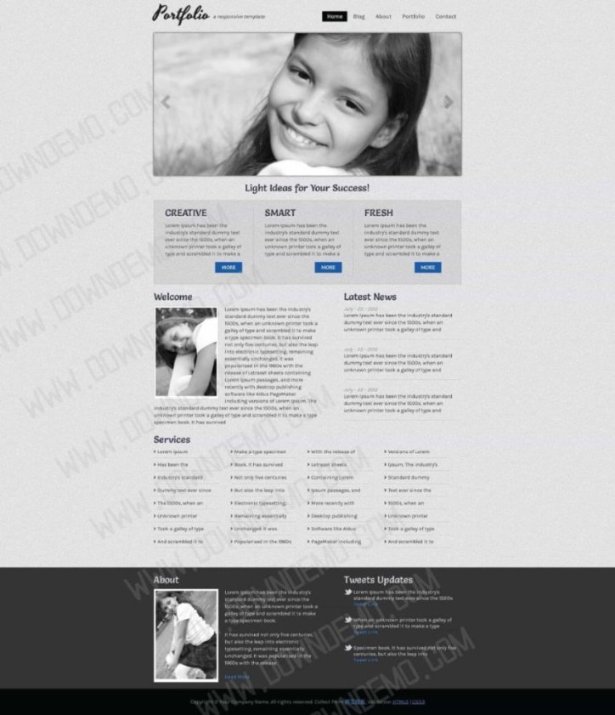 Portfolio a responsive template
Home Blog About Portfolio Contact
Light Ideas for Your Success!
CREATIVE
Lorem Ipsum has been the
industry's standard dummy text
ever since the 1500s, when an
unknown printer took a galley of
type and scrambled it to make a
MORE
SMART
Lorem Ipsum has been the
industry's standard dummy text
ever since the 1500s, when an
unknown printer took a galley of
type and scrambled it to make a
MORE
FRESH
Lorem Ipsum has been the
industry's standard dummy text
ever since the 1500s, when an
unknown printer took a galley of
type and scrambled it to make a
MORE
Welcome
Lorem Ipsum has been the industry's
standard dummy text ever since the
1500s, when an unknown printer took a
galley of type and scrambled it to make
a type specimen book. It has survived
not only five centuries, but also the leap
into electronic typesetting, remaining
essentially unchanged. It was
popularised in the 1960s with the
release of Letraset sheets containing
Lorem Ipsum passages, and more
recently with desktop publishing
software like Aldus PageMaker
including versions of Lorem Ipsum. The
industry's standard dummy text ever since the 1500s, when an
unknown printer took a galley of type and scrambled it to make a type
specimen book. It has survived
Latest News
Lorem Ipsum has been the industry's standard
dummy text ever since the 1500s, when an
unknown printer took a galley of type and
Lorem Ipsum has been the industry's standard
dummy text ever since the 1500s, when an
unknown printer took a galley of type and
Lorem Ipsum has been the industry's standard
dummy text ever since the 1500s, when an
unknown printer took a galley of type and
Services
Lorem Ipsum
Has been the
Industry's standard
Dummy text ever since
The 1500s, when an
Unknown printer
Took a galley of type
And scrambled it to
Make a type specimen
Book. It has survived
Not only five centuries
But also the leap into
Electronic typesetting,
Remaining essentially
Unchanged. It was
Popularised in the 1960s
With the release of
Letraset sheets
Containing Lorem
Ipsum passages, and
More recently with
Desktop publishing
Software like Aldus
PageMaker including
Versions of Lorem
Ipsum. The industry's
Standard dummy
Text ever since the
1500s, when an
Unknown printer
Took a galley of type
And scrambled it to
About
Lorem Ipsum has been the industry's
standard dummy text ever since the
1500s, when an unknown printer took a
galley of type and scrambled it to make
a type specimen book.
It has survived not only five centuries,
but also the leap into electronic
typesetting, remaining essentially
unchanged. It was popularised in the
1960s with the release
Read More
Tweets Updates
Lorem Ipsum has been the industry's
standard dummy text ever since the 1500s
Tweet Link
When an unknown printer took a galley of
type and scrambled it to make a
Tweet Link
Specimen book. It has survived not only five
centuries, but also the leap into
Tweet Link
Copyright © Your Company Name. All rights reserved.
HTML5 | CSS3
WWW.DOWNDEMO.COM